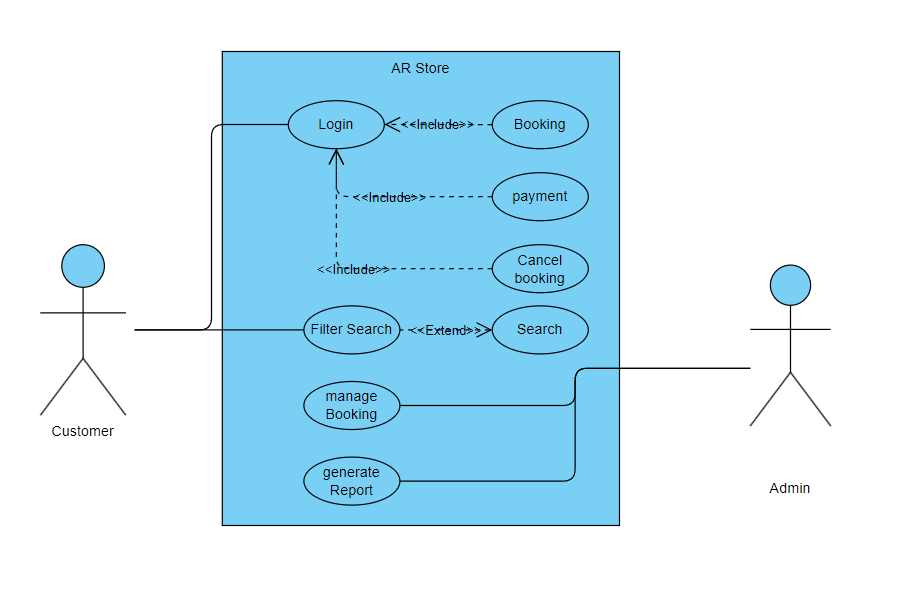 AR Store
Login
<<Include>>
Booking
<<Include>>
payment
<<Include>>
Cancel
booking
Filter Search
<<Extend>>
Search
manage
Booking
generate
Report
Customer
Admin